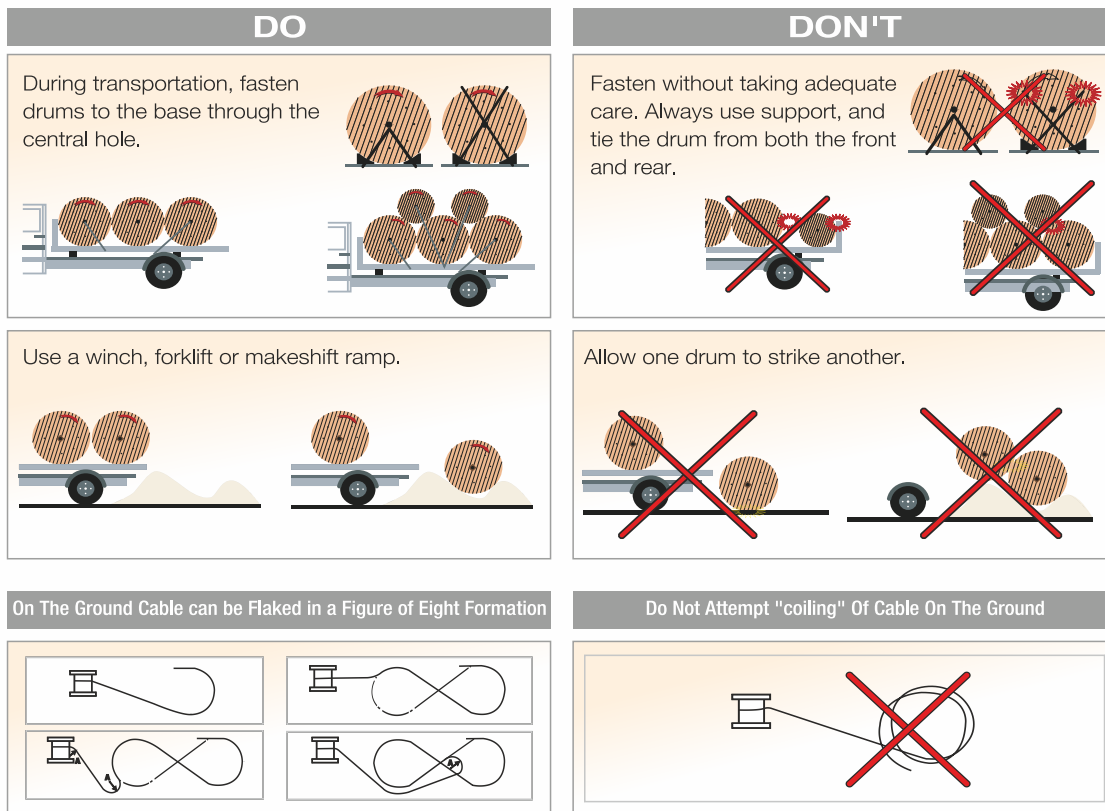 DO
During transportation, fasten
drums to the base through the
central hole.
DON'T
Fasten without taking adequate
care. Always use support, and
tie the drum from both the front
and rear.
Use a winch, forklift or makeshift ramp.
Allow one drum to strike another.
On The Ground Cable can be Flaked in a Figure of Eight Formation
A
A
A
Do Not Attempt "coiling" Of Cable On The Ground